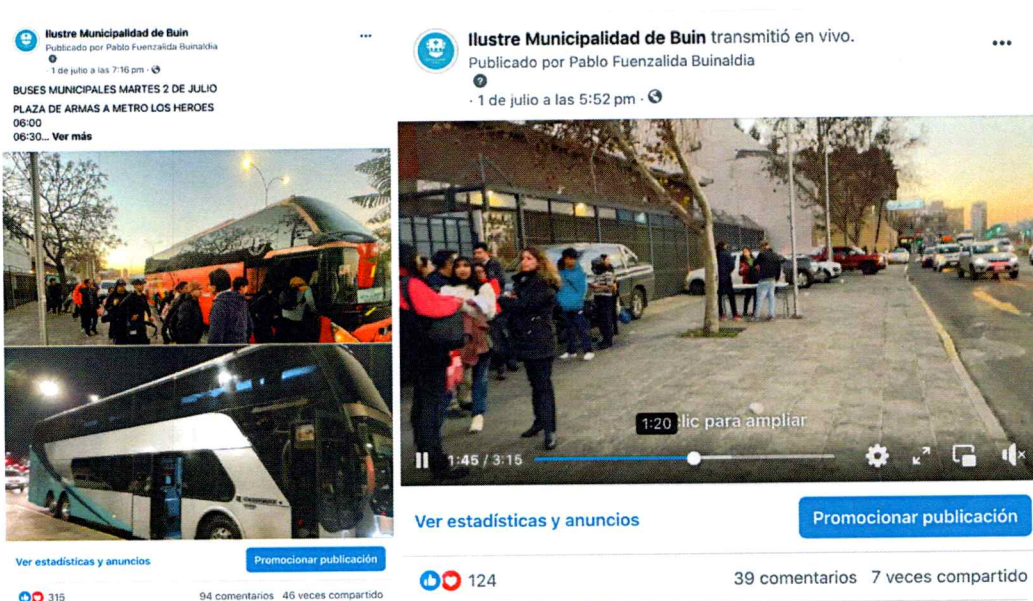 Ilustre Municipalidad de Buin
Publicado por Pablo Fuenzalida Buinaldia
· 1 de julio a las 7:16 pm ·
BUSES MUNICIPALES MARTES 2 DE JULIO
PLAZA DE ARMAS A METRO LOS HEROES
06:00
06:30... Ver más
Ver estadísticas y anuncios
Promocionar publicación
316
94 comentarios 46 veces compartido
Ilustre Municipalidad de Buin transmitió en vivo.
Publicado por Pablo Fuenzalida Buinaldia
· 1 de julio a las 5:52 pm ·
1:20 clic para ampliar
1:45 / 3:15
Ver estadísticas y anuncios
Promocionar publicación
124
39 comentarios 7 veces compartido